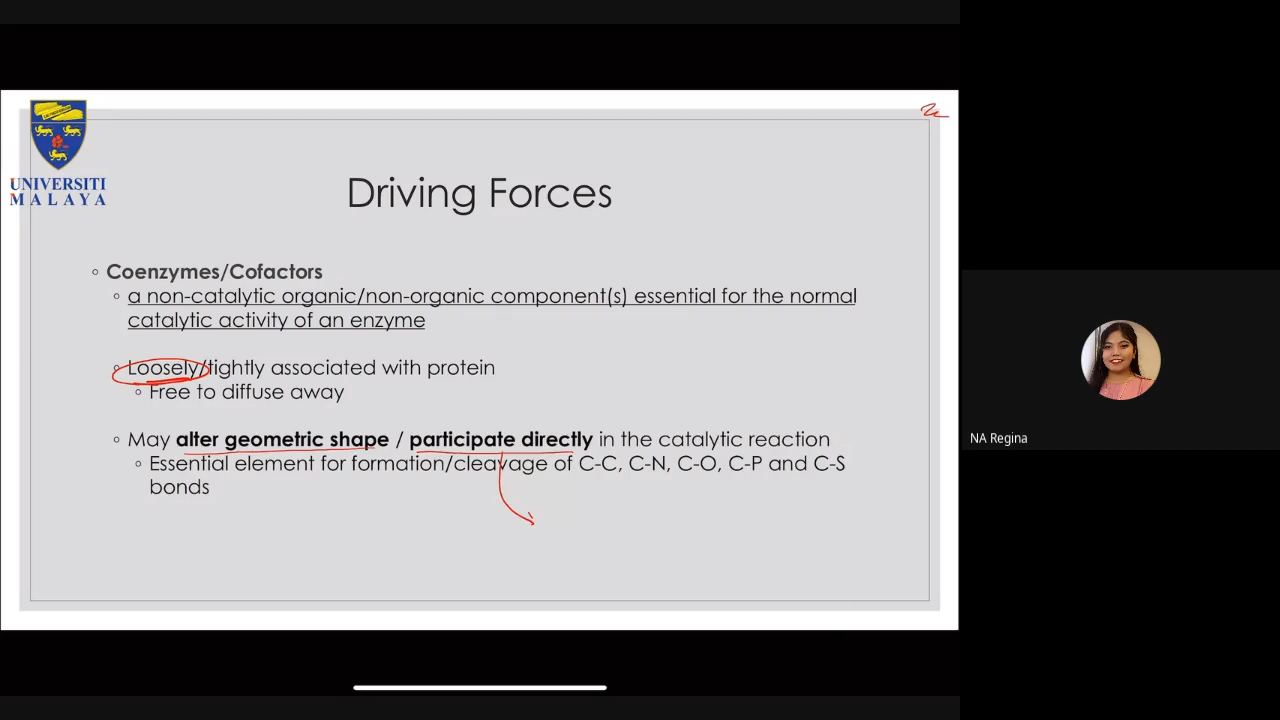 UNIVERSITI
MALAYA
Driving Forces
◦ Coenzymes/Cofactors
◦ a non-catalytic organic/non-organic component(s) essential for the normal
catalytic activity of an enzyme
◦ Loosely/tightly associated with protein
◦ Free to diffuse away
◦ May alter geometric shape / participate directly in the catalytic reaction
◦ Essential element for formation/cleavage of C-C, C-N, C-O, C-P and C-S
bonds
NA Regina